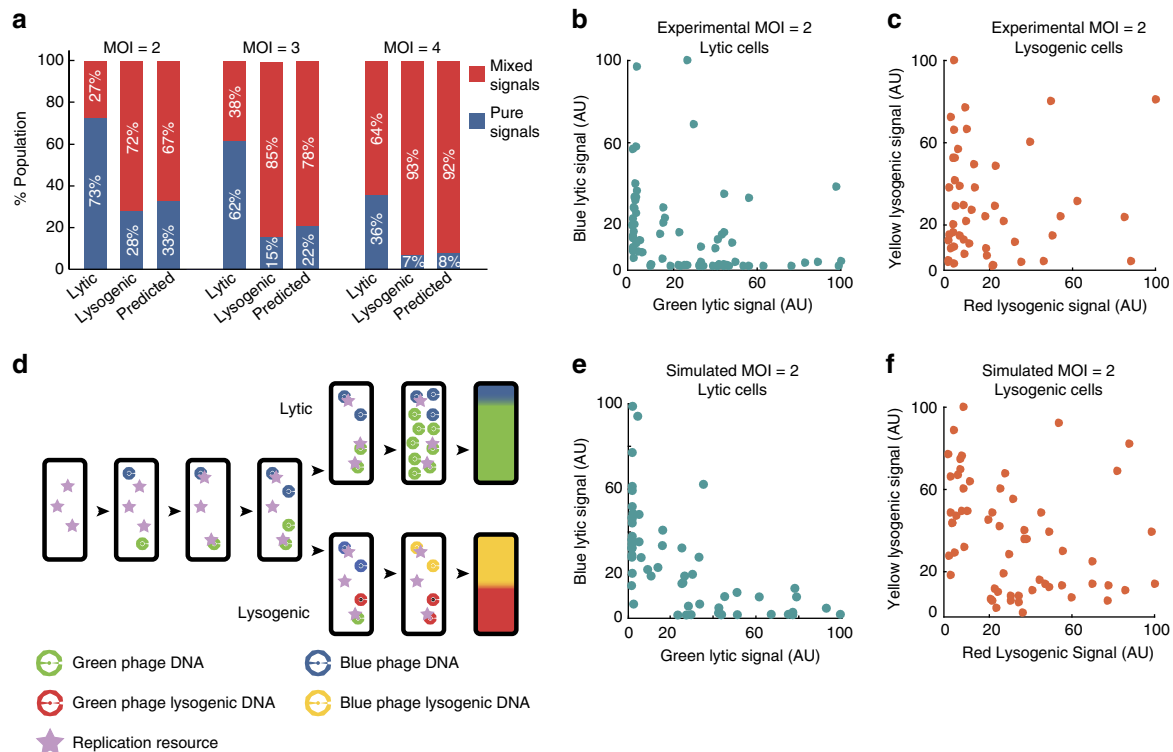 a
MOI = 2
MOI = 3
MOI = 4
% Population
100
80
60
40
20
0
27%
73%
72%
28%
67%
33%
38%
62%
85%
15%
78%
22%
64%
36%
93%
7%
92%
8%
Lytic
Lysogenic
Predicted
Lytic
Lysogenic
Predicted
Lytic
Lysogenic
Predicted
Mixed
signals
Pure
signals
b
Experimental MOI = 2
Lytic cells
Blue lytic signal (AU)
100
60
20
0
0
20
60
100
Green lytic signal (AU)
c
Experimental MOI = 2
Lysogenic cells
Yellow lysogenic signal (AU)
100
60
20
0
0
20
60
100
Red lysogenic signal (AU)
d
Lytic
Lysogenic
Green phage DNA
Blue phage DNA
Green phage lysogenic DNA
Blue phage lysogenic DNA
Replication resource
e
Simulated MOI = 2
Lytic cells
Blue lytic signal (AU)
100
60
20
0
0
20
60
100
Green lytic signal (AU)
f
Simulated MOI = 2
Lysogenic cells
Yellow lysogenic signal (AU)
100
60
20
0
0
20
60
100
Red Lysogenic Signal (AU)